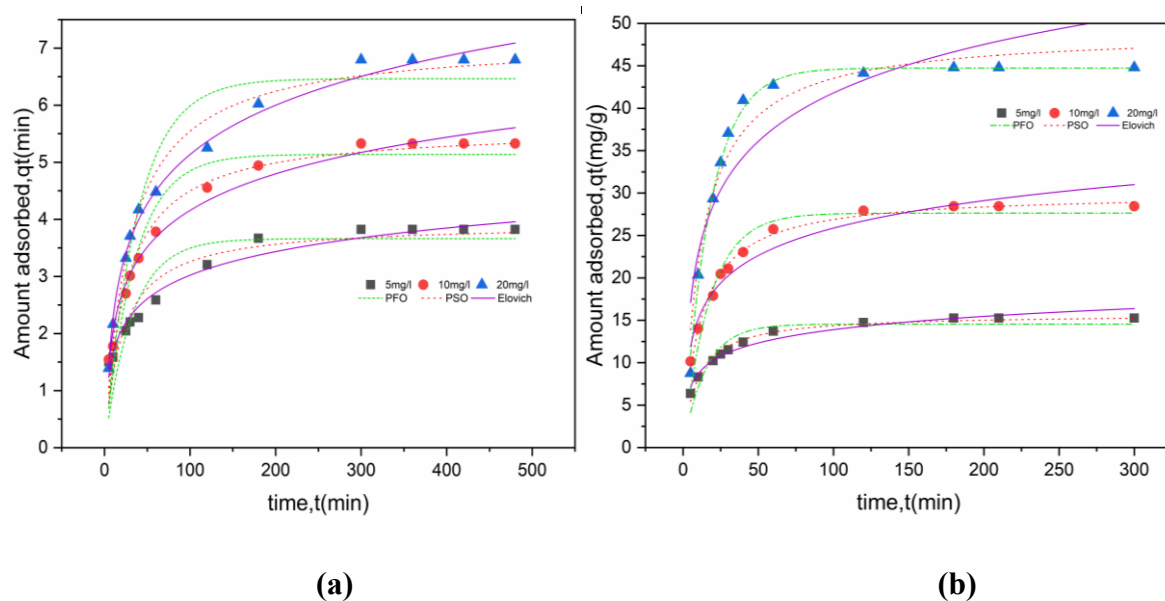 Amount adsorbed,qt(min)
7
6
5
4
3
2
1
0
5mg/l 10mg/l 20mg/l
PFO PSO Elovich
0 100 200 300 400 500
time,t(min)
(a)
Amount adsorbed,qt(mg/g)
50
45
40
35
30
25
20
15
10
5
0
5mg/l 10mg/l 20mg/l
PFO PSO Elovich
0 50 100 150 200 250 300
time,t(min)
(b)